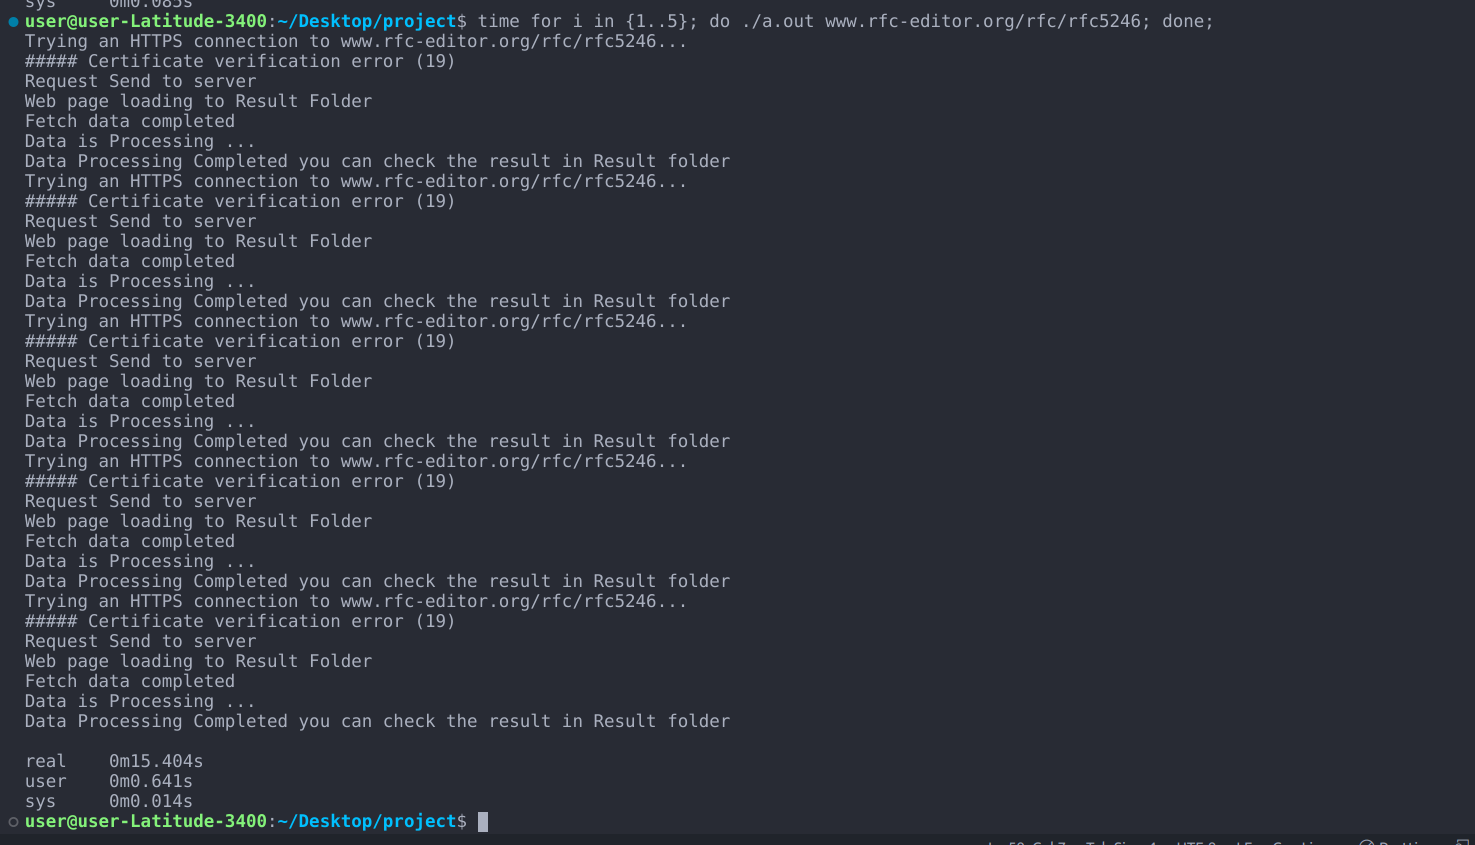 sys     0m0.085s
user@user-Latitude-3400:~/Desktop/project$ time for i in {1..5}; do ./a.out www.rfc-editor.org/rfc/rfc5246; done;
Trying an HTTPS connection to www.rfc-editor.org/rfc/rfc5246...
##### Certificate verification error (19)
Request Send to server
Web page loading to Result Folder
Fetch data completed
Data is Processing ...
Data Processing Completed you can check the result in Result folder
Trying an HTTPS connection to www.rfc-editor.org/rfc/rfc5246...
##### Certificate verification error (19)
Request Send to server
Web page loading to Result Folder
Fetch data completed
Data is Processing ...
Data Processing Completed you can check the result in Result folder
Trying an HTTPS connection to www.rfc-editor.org/rfc/rfc5246...
##### Certificate verification error (19)
Request Send to server
Web page loading to Result Folder
Fetch data completed
Data is Processing ...
Data Processing Completed you can check the result in Result folder
Trying an HTTPS connection to www.rfc-editor.org/rfc/rfc5246...
##### Certificate verification error (19)
Request Send to server
Web page loading to Result Folder
Fetch data completed
Data is Processing ...
Data Processing Completed you can check the result in Result folder
Trying an HTTPS connection to www.rfc-editor.org/rfc/rfc5246...
##### Certificate verification error (19)
Request Send to server
Web page loading to Result Folder
Fetch data completed
Data is Processing ...
Data Processing Completed you can check the result in Result folder
real    0m15.404s
user    0m0.641s
sys     0m0.014s
user@user-Latitude-3400:~/Desktop/project$